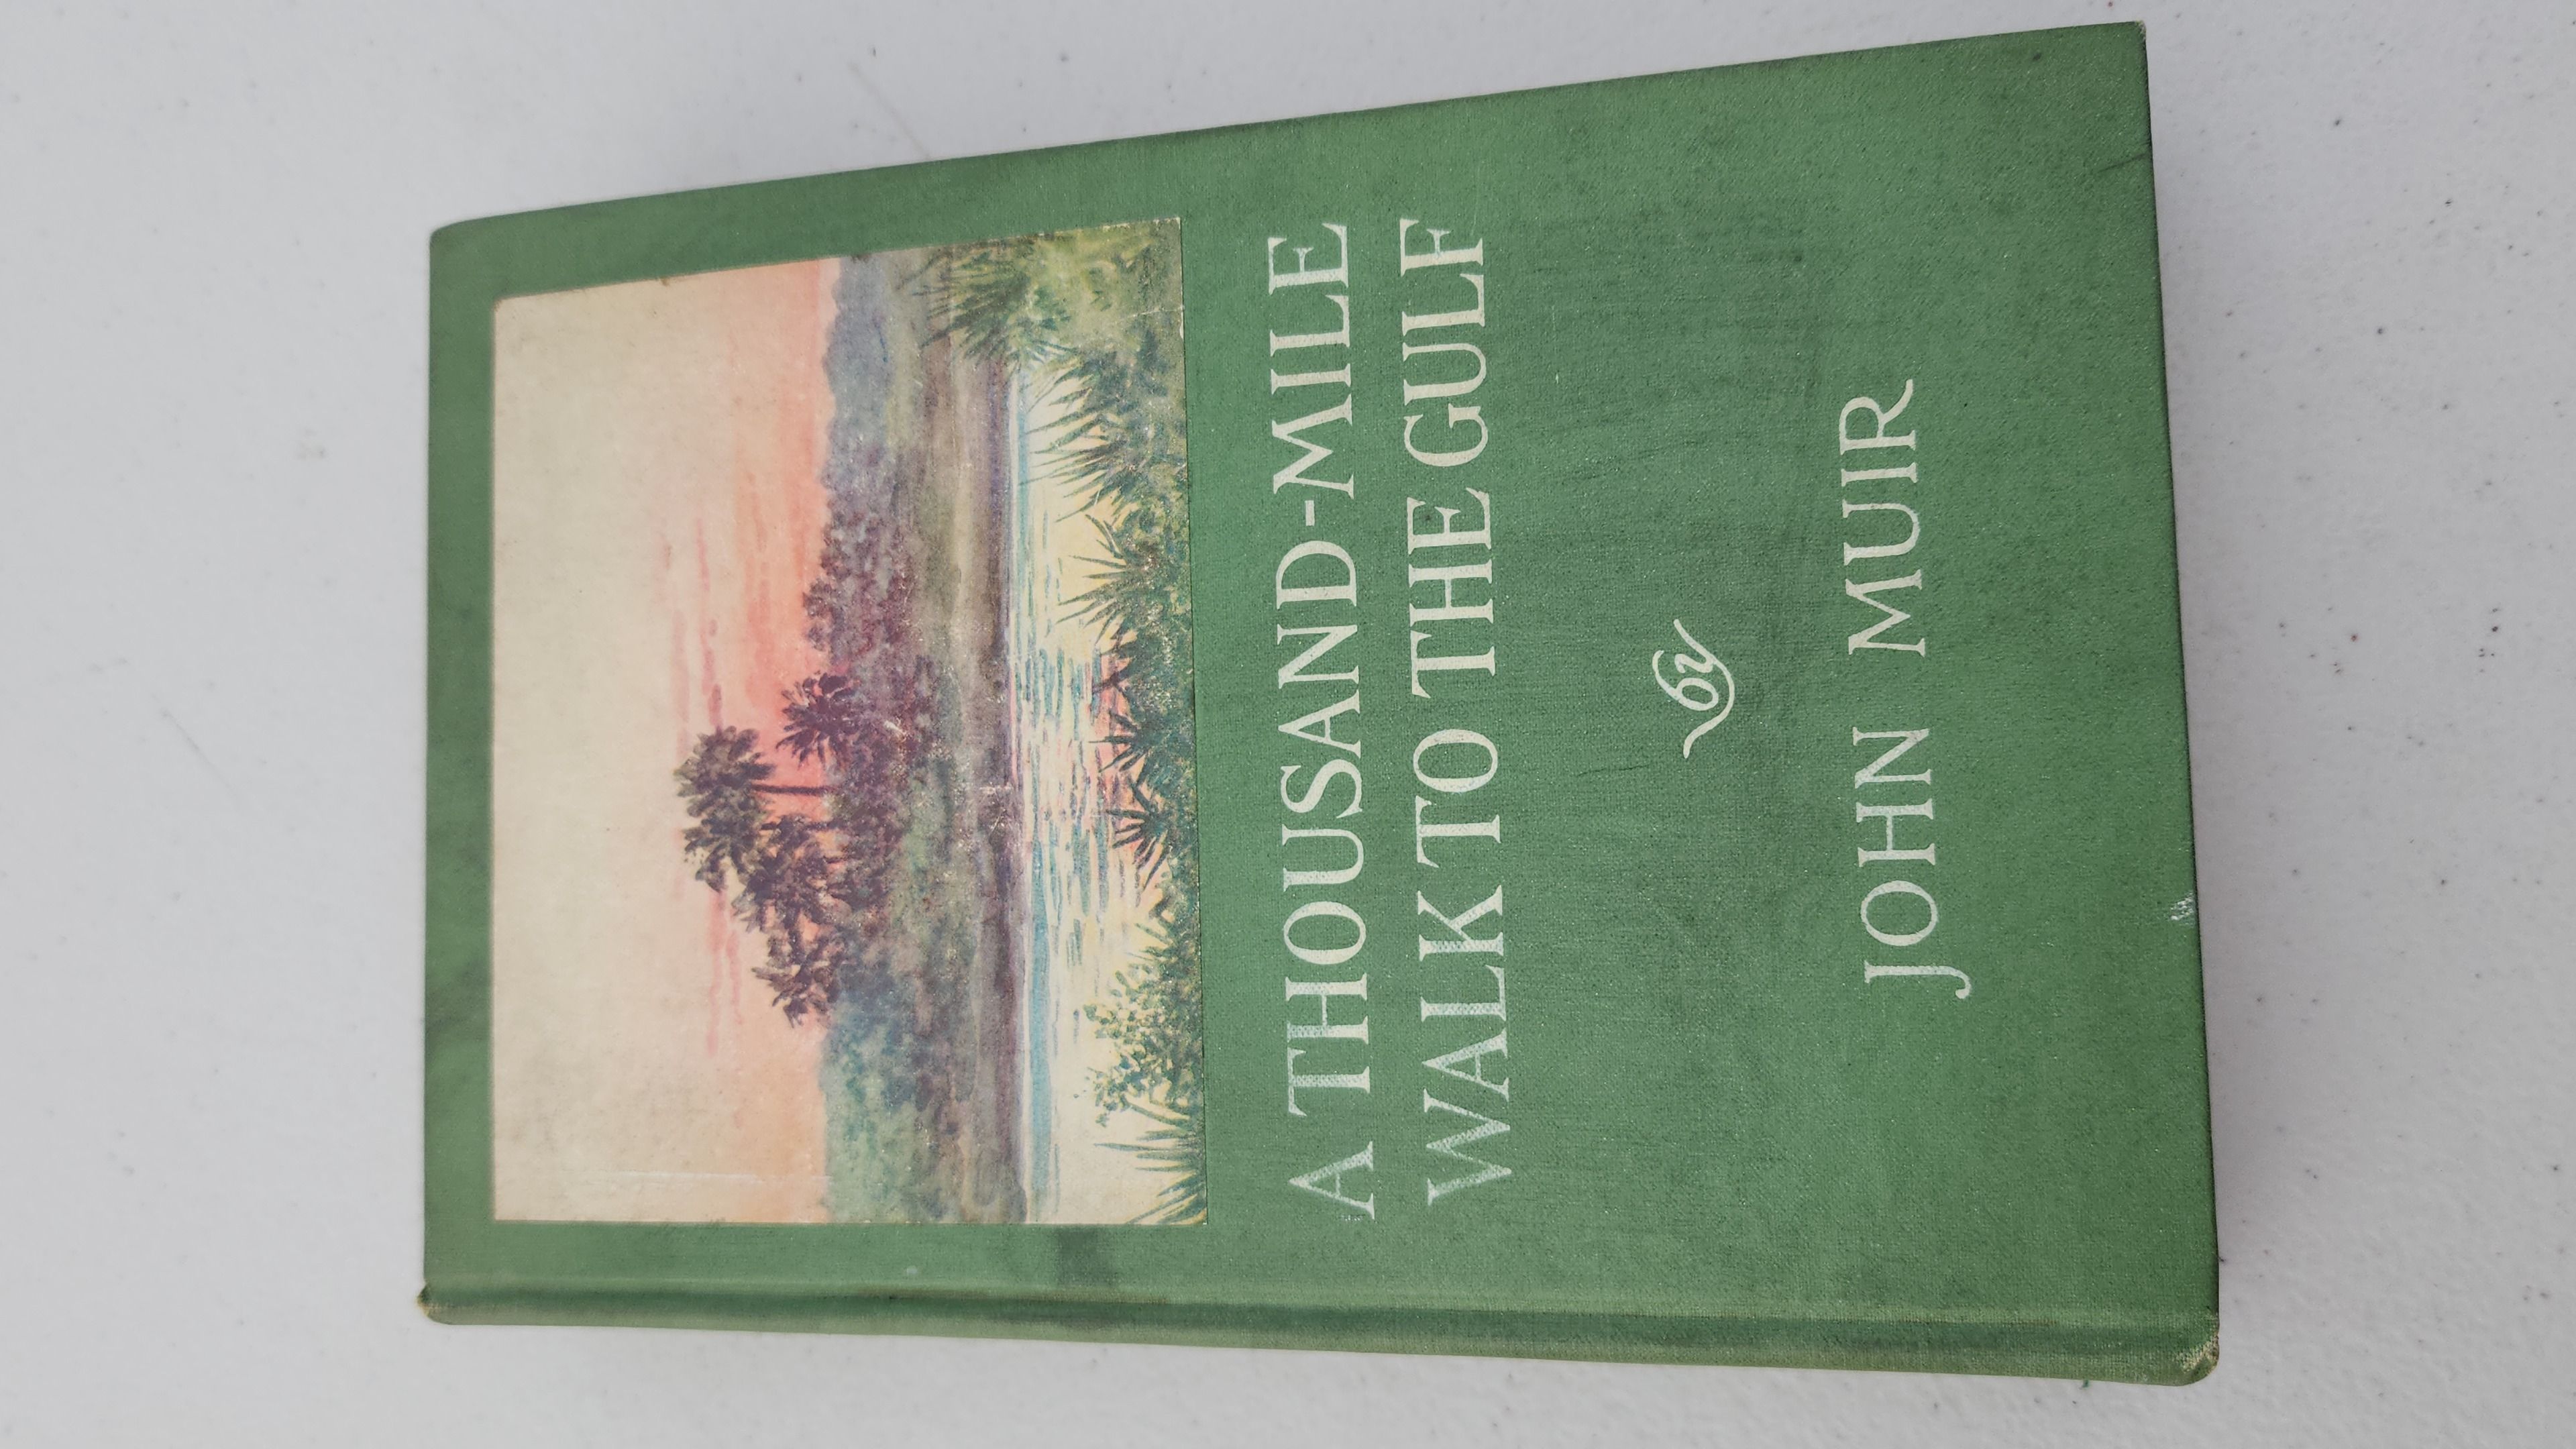 A THOUSAND-MILE
WALK TO THE GULF
by
JOHN MUIR